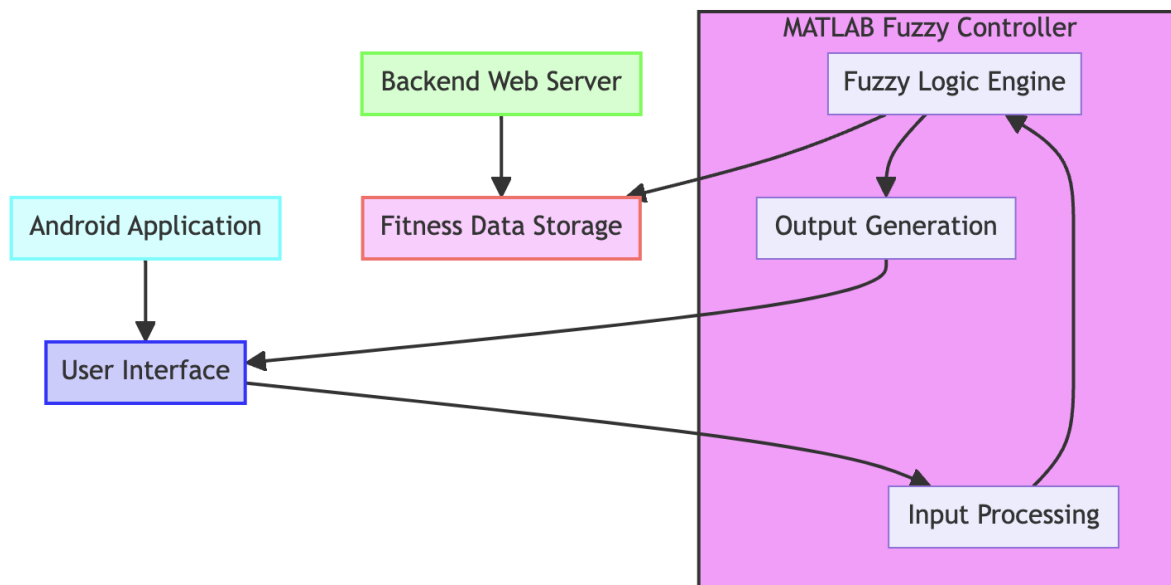 MATLAB Fuzzy Controller
Backend Web Server
Fuzzy Logic Engine
Android Application
Fitness Data Storage
Output Generation
User Interface
Input Processing